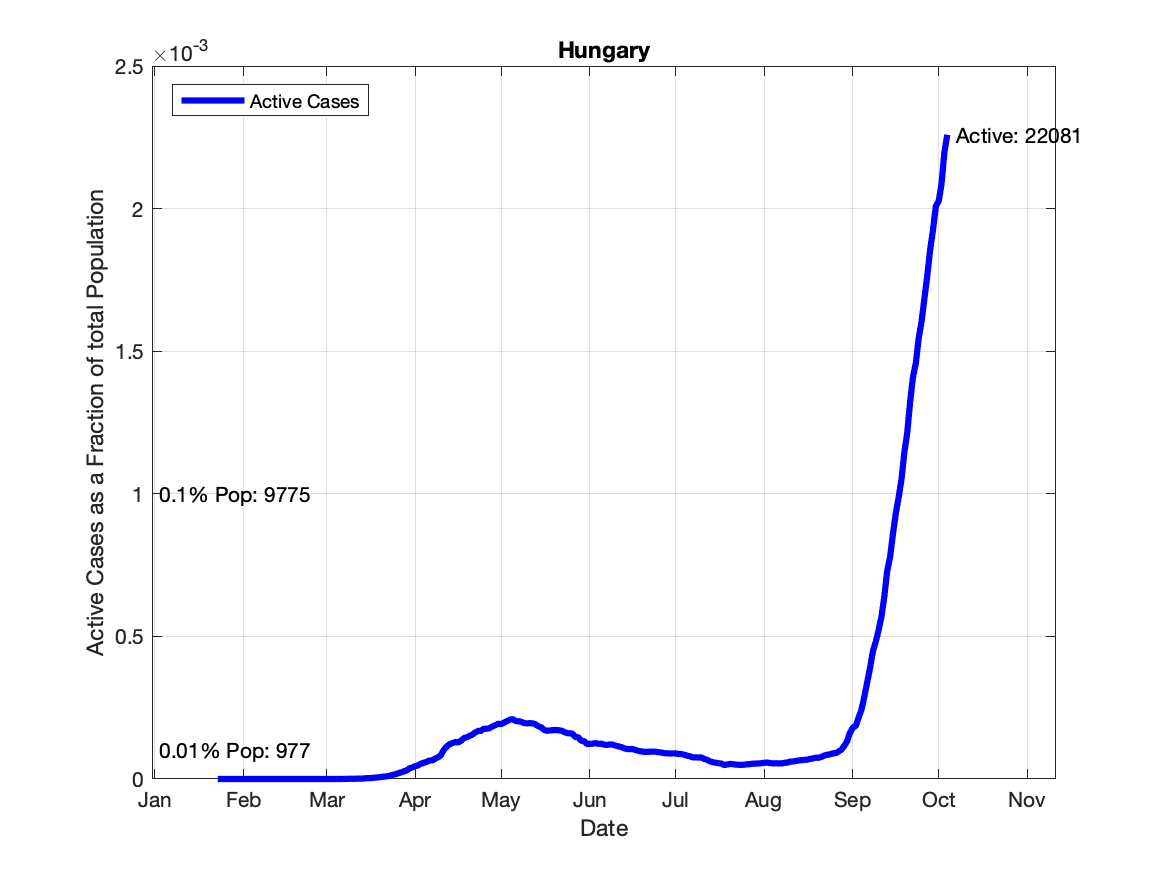 Hungary
×10-3
Active Cases
2.5
2
1.5
1
0.5
0
Active Cases as a Fraction of total Population
Active: 22081
0.1% Pop: 9775
0.01% Pop: 977
Jan Feb Mar Apr May Jun Jul Aug Sep Oct Nov
Date